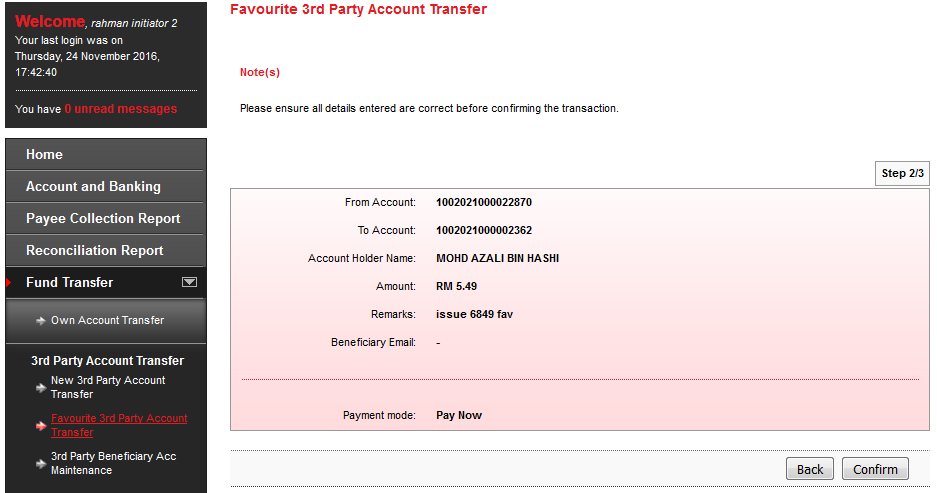 Welcome, rahman initiator 2
Your last login was on
Thursday, 24 November 2016,
17:42:40
You have 0 unread messages
Home
Account and Banking
Payee Collection Report
Reconciliation Report
Fund Transfer
Own Account Transfer
3rd Party Account Transfer
New 3rd Party Account
Transfer
Favourite 3rd Party Account
Transfer
3rd Party Beneficiary Acc
Maintenance
Favourite 3rd Party Account Transfer
Note(s)
Please ensure all details entered are correct before confirming the transaction.
Step 2/3
From Account: 1002021000022870
To Account: 1002021000002362
Account Holder Name: MOHD AZALI BIN HASHI
Amount: RM 5.49
Remarks: issue 6849 fav
Beneficiary Email: -
Payment mode: Pay Now
Back Confirm